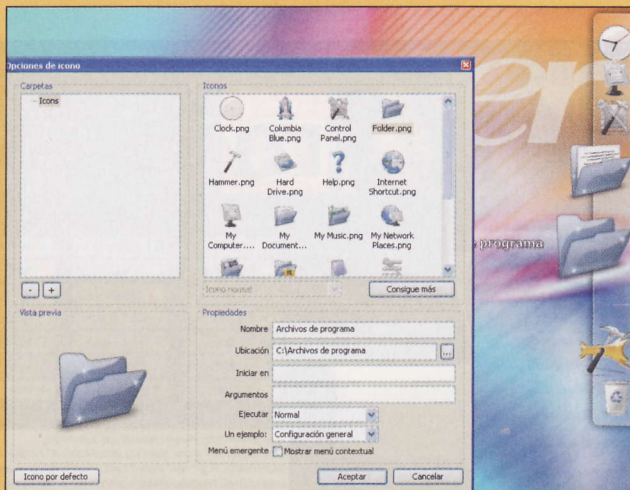 Opciones de icono
Carpetas
Icons
Iconos
Clock.png
Columbia Blue.png
Control Panel.png
Folder.png
Hammer.png
Hard Drive.png
Help.png
Internet Shortcut.png
My Computer....
My Document...
My Music.png
My Network Places.png
- +
Icono normal
Consigue más
Vista previa
Propiedades
Nombre Archivos de programa
Ubicación C:\Archivos de programa ...
Iniciar en
Argumentos
Ejecutar Normal
Un ejemplo: Configuración general
Menú emergente Mostrar menú contextual
Icono por defecto
Aceptar
Cancelar
er
programa